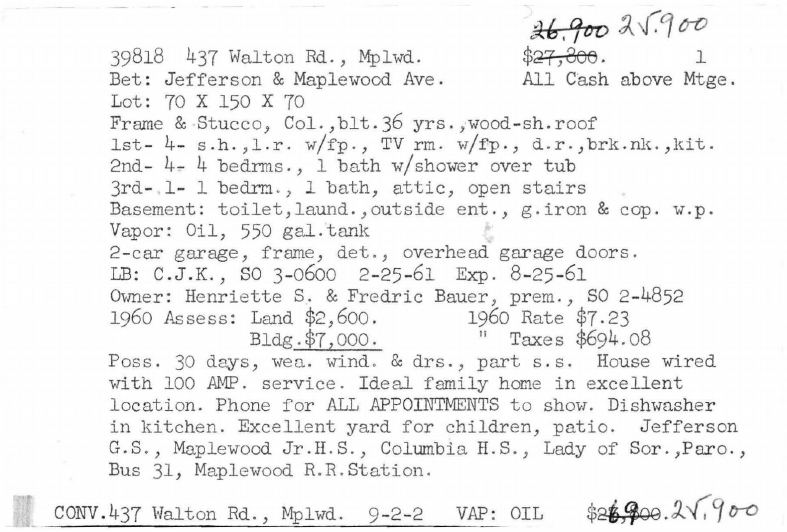 26,900 25.900
39818 437 Walton Rd., Mplwd. $27,800. 1
Bet: Jefferson & Maplewood Ave. All Cash above Mtge.
Lot: 70 X 150 X 70
Frame & Stucco, Col.,blt.36 yrs.,wood-sh.roof
1st- 4- s.h.,l.r. w/fp., TV rm. w/fp., d.r.,brk.nk.,kit.
2nd- 4- 4 bedrms., 1 bath w/shower over tub
3rd- 1- 1 bedrm., 1 bath, attic, open stairs
Basement: toilet,laund.,outside ent., g.iron & cop. w.p.
Vapor: Oil, 550 gal.tank
2-car garage, frame, det., overhead garage doors.
LB: C.J.K., SO 3-0600 2-25-61 Exp. 8-25-61
Owner: Henriette S. & Fredric Bauer, prem., SO 2-4852
1960 Assess: Land $2,600. 1960 Rate $7.23
Bldg.$7,000. " Taxes $694.08
Poss. 30 days, wea. wind. & drs., part s.s. House wired
with 100 AMP. service. Ideal family home in excellent
location. Phone for ALL APPOINTMENTS to show. Dishwasher
in kitchen. Excellent yard for children, patio. Jefferson
G.S., Maplewood Jr.H.S., Columbia H.S., Lady of Sor.,Paro.,
Bus 31, Maplewood R.R.Station.
CONV.437 Walton Rd., Mplwd. 9-2-2 VAP: OIL 25,900